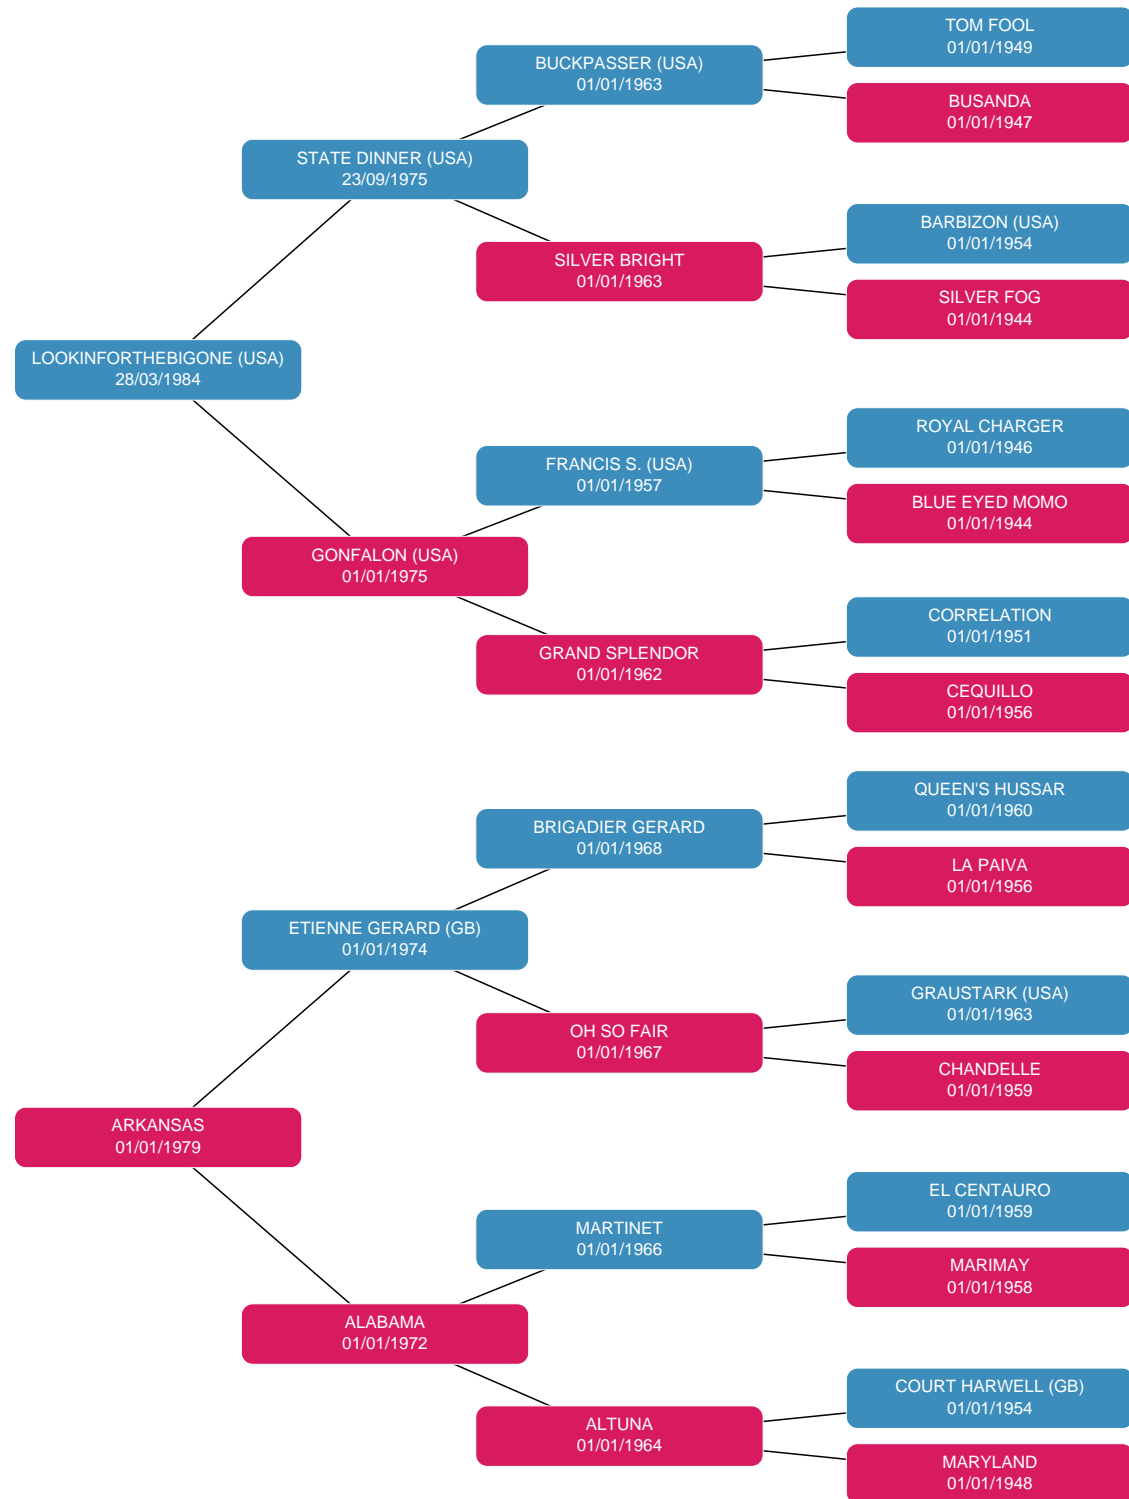 TOM FOOL
01/01/1949
BUCKPASSER (USA)
01/01/1963
BUSANDA
01/01/1947
STATE DINNER (USA)
23/09/1975
BARBIZON (USA)
01/01/1954
SILVER BRIGHT
01/01/1963
SILVER FOG
01/01/1944
LOOKINFORTHEBIGONE (USA)
28/03/1984
ROYAL CHARGER
01/01/1946
FRANCIS S. (USA)
01/01/1957
BLUE EYED MOMO
01/01/1944
GONFALON (USA)
01/01/1975
CORRELATION
01/01/1951
GRAND SPLENDOR
01/01/1962
CEQUILLO
01/01/1956
QUEEN'S HUSSAR
01/01/1960
BRIGADIER GERARD
01/01/1968
LA PAIVA
01/01/1956
ETIENNE GERARD (GB)
01/01/1974
GRAUSTARK (USA)
01/01/1963
OH SO FAIR
01/01/1967
CHANDELLE
01/01/1959
ARKANSAS
01/01/1979
EL CENTAURO
01/01/1959
MARTINET
01/01/1966
MARIMAY
01/01/1958
ALABAMA
01/01/1972
COURT HARWELL (GB)
01/01/1954
ALTUNA
01/01/1964
MARYLAND
01/01/1948